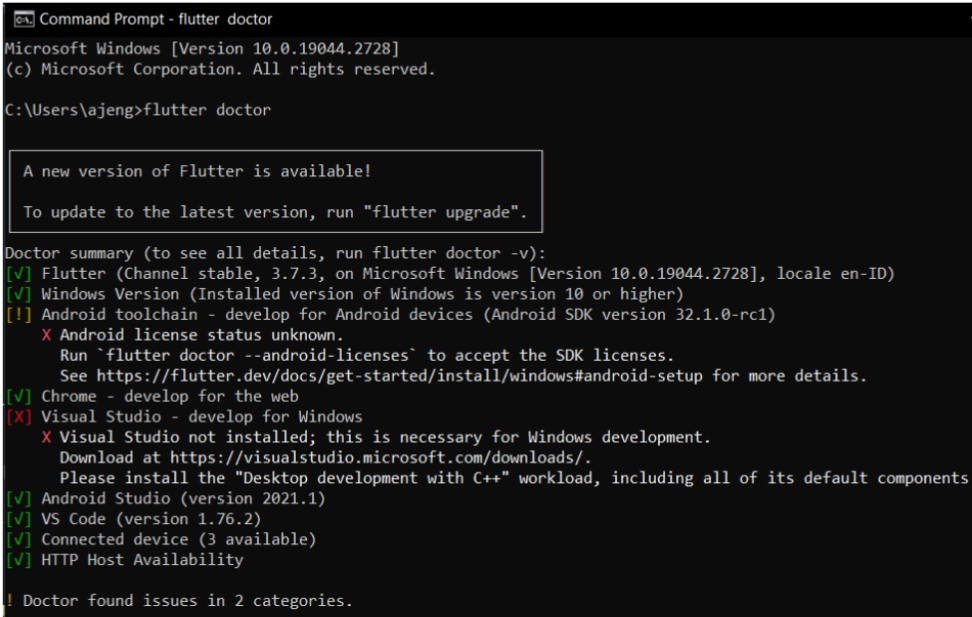 Command Prompt - flutter doctor
Microsoft Windows [Version 10.0.19044.2728]
(c) Microsoft Corporation. All rights reserved.
C:\Users\ajeng>flutter doctor
A new version of Flutter is available!
To update to the latest version, run "flutter upgrade".
Doctor summary (to see all details, run flutter doctor -v):
[√] Flutter (Channel stable, 3.7.3, on Microsoft Windows [Version 10.0.19044.2728], locale en-ID)
[√] Windows Version (Installed version of Windows is version 10 or higher)
[!] Android toolchain - develop for Android devices (Android SDK version 32.1.0-rc1)
X Android license status unknown.
Run `flutter doctor --android-licenses` to accept the SDK licenses.
See https://flutter.dev/docs/get-started/install/windows#android-setup for more details.
[√] Chrome - develop for the web
[X] Visual Studio - develop for Windows
X Visual Studio not installed; this is necessary for Windows development.
Download at https://visualstudio.microsoft.com/downloads/.
Please install the "Desktop development with C++" workload, including all of its default components
[√] Android Studio (version 2021.1)
[√] VS Code (version 1.76.2)
[√] Connected device (3 available)
[√] HTTP Host Availability
! Doctor found issues in 2 categories.